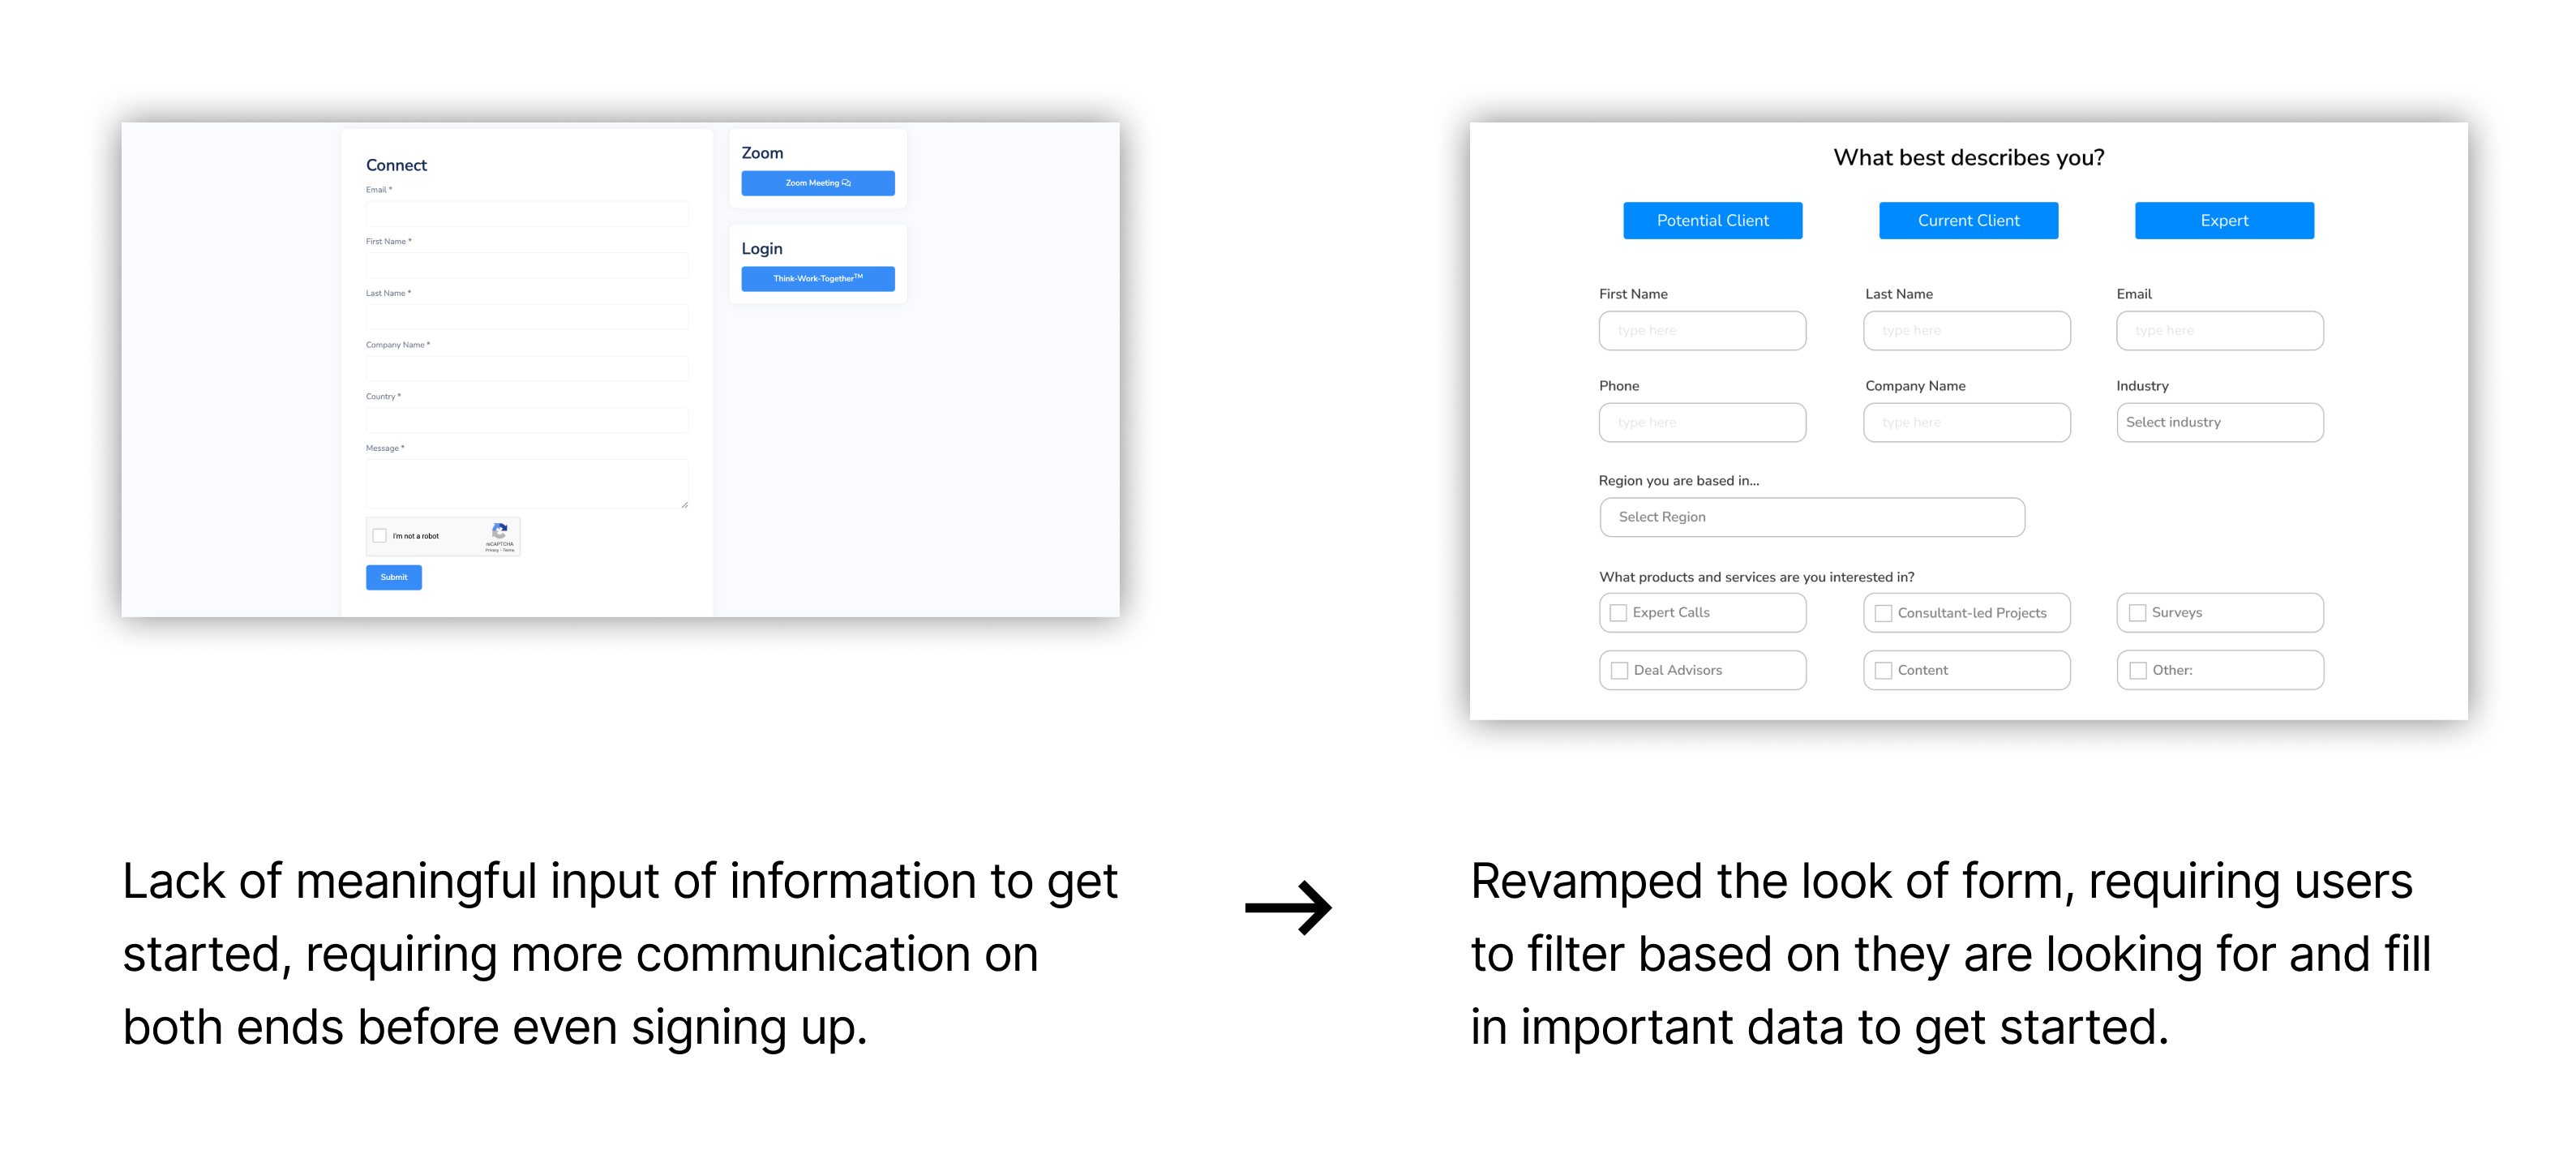 Connect
Email *
First Name *
Last Name *
Company Name *
Country *
Message *
I'm not a robot
reCAPTCHA
Privacy - Terms
Submit
Zoom
Zoom Meeting
Login
Think-Work-Together™
What best describes you?
Potential Client
Current Client
Expert
First Name
Last Name
Email
type here
type here
type here
Phone
Company Name
Industry
type here
type here
Select industry
Region you are based in...
Select Region
What products and services are you interested in?
Expert Calls
Consultant-led Projects
Surveys
Deal Advisors
Content
Other:
Lack of meaningful input of information to get
started, requiring more communication on
both ends before even signing up.
→
Revamped the look of form, requiring users
to filter based on they are looking for and fill
in important data to get started.